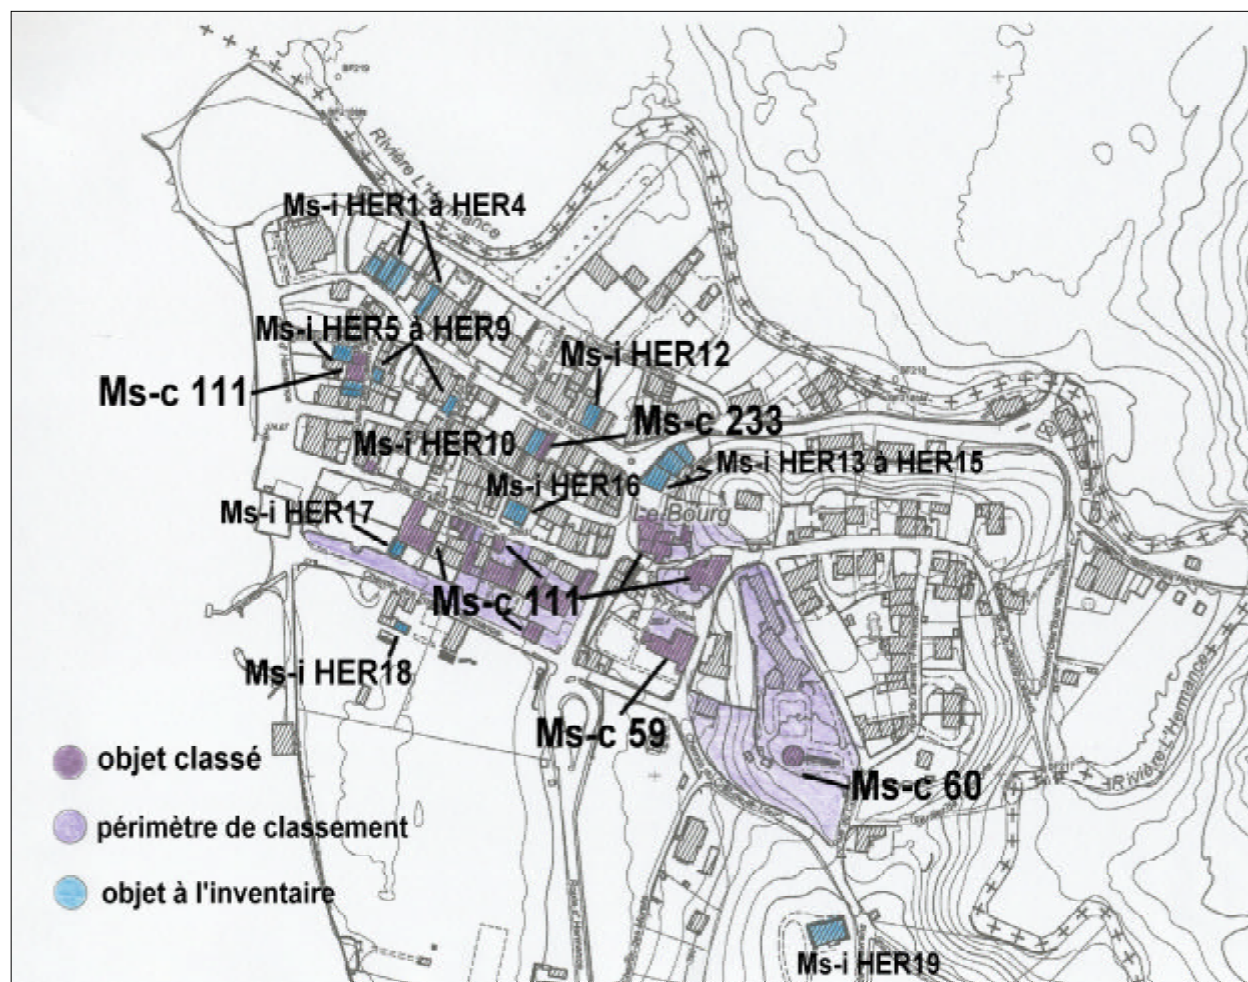 Rivière L'Hermance
Ms-i HER1 à HER4
Ms-i HER5 à HER9
Ms-i HER12
Ms-c 111
Ms-c 233
Ms-i HER10
Ms-i HER13 à HER15
Ms-i HER16
Le Bourg
Ms-i HER17
Ms-c 111
Ms-i HER18
Ms-c 59
objet classé
Rivière L'Hermance
Ms-c 60
périmètre de classement
objet à l'inventaire
Ms-i HER19